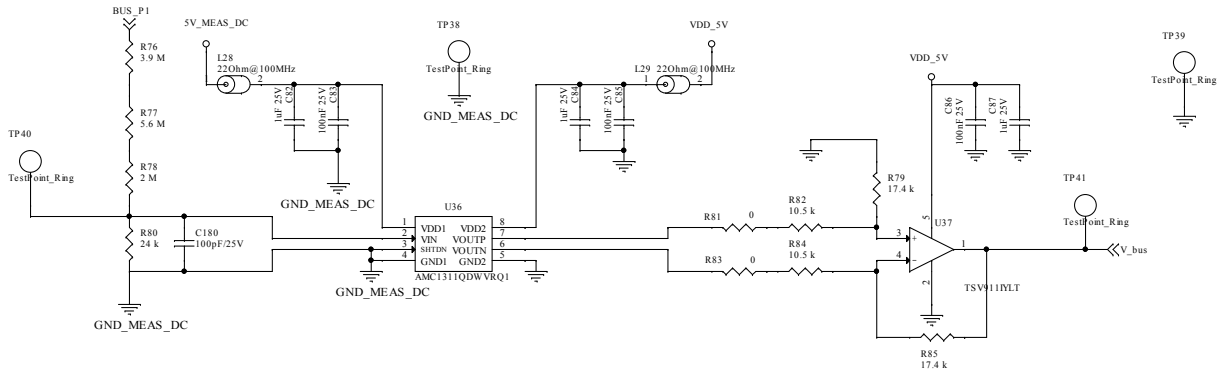 BUS_P1
5V_MEAS_DC
TP38
VDD_5V
TP39
R76
3.9 M
L28
22Ohm@100MHz
1
2
TestPoint_Ring
GND_MEAS_DC
L29 22Ohm@100MHz
1
2
VDD_5V
TestPoint_Ring
C82
1uF 25V
C83
100nF 25V
C84
1uF 25V
C85
100nF 25V
C86
100nF 25V
C87
1uF 25V
R77
5.6 M
TP40
TestPoint_Ring
R78
2 M
GND_MEAS_DC
R79
17.4 k
TP41
TestPoint_Ring
U36
R80
24 k
C180
100pF/25V
1
2
3
4
VDD1
VIN
SHTDN
GND1
VDD2
VOUTP
VOUTN
GND2
8
7
6
5
AMC1311QDWVRQ1
GND_MEAS_DC
GND_MEAS_DC
R81
0
R82
10.5 k
R83
0
R84
10.5 k
U37
5
3
+
4
−
1
2
TSV911IYLT
V_bus
R85
17.4 k